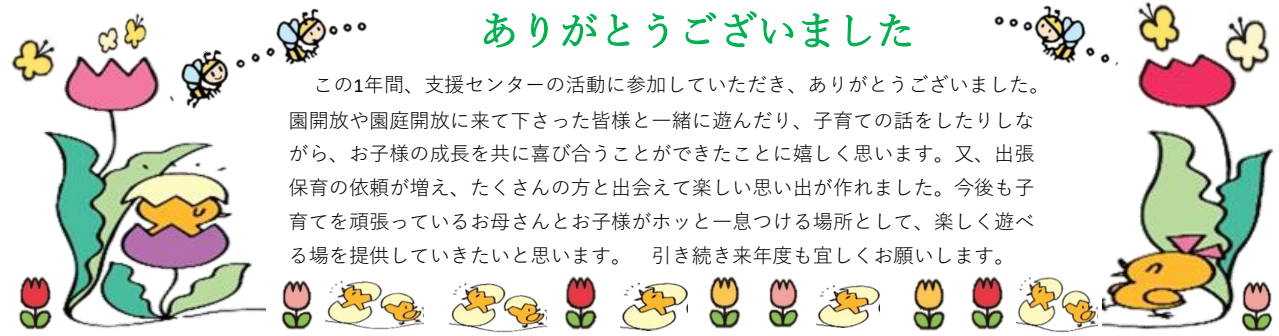 ありがとうございました
この1年間、支援センターの活動に参加していただき、ありがとうございました。
園開放や園庭開放に来て下さった皆様と一緒に遊んだり、子育ての話をしたりしな
がら、お子様の成長を共に喜び合うことができたことに嬉しく思います。又、出張
保育の依頼が増え、たくさんの方と出会えて楽しい思い出が作れました。今後も子
育てを頑張っているお母さんとお子様がホッと一息つける場所として、楽しく遊べ
る場を提供していきたいと思います。　引き続き来年度も宜しくお願いします。